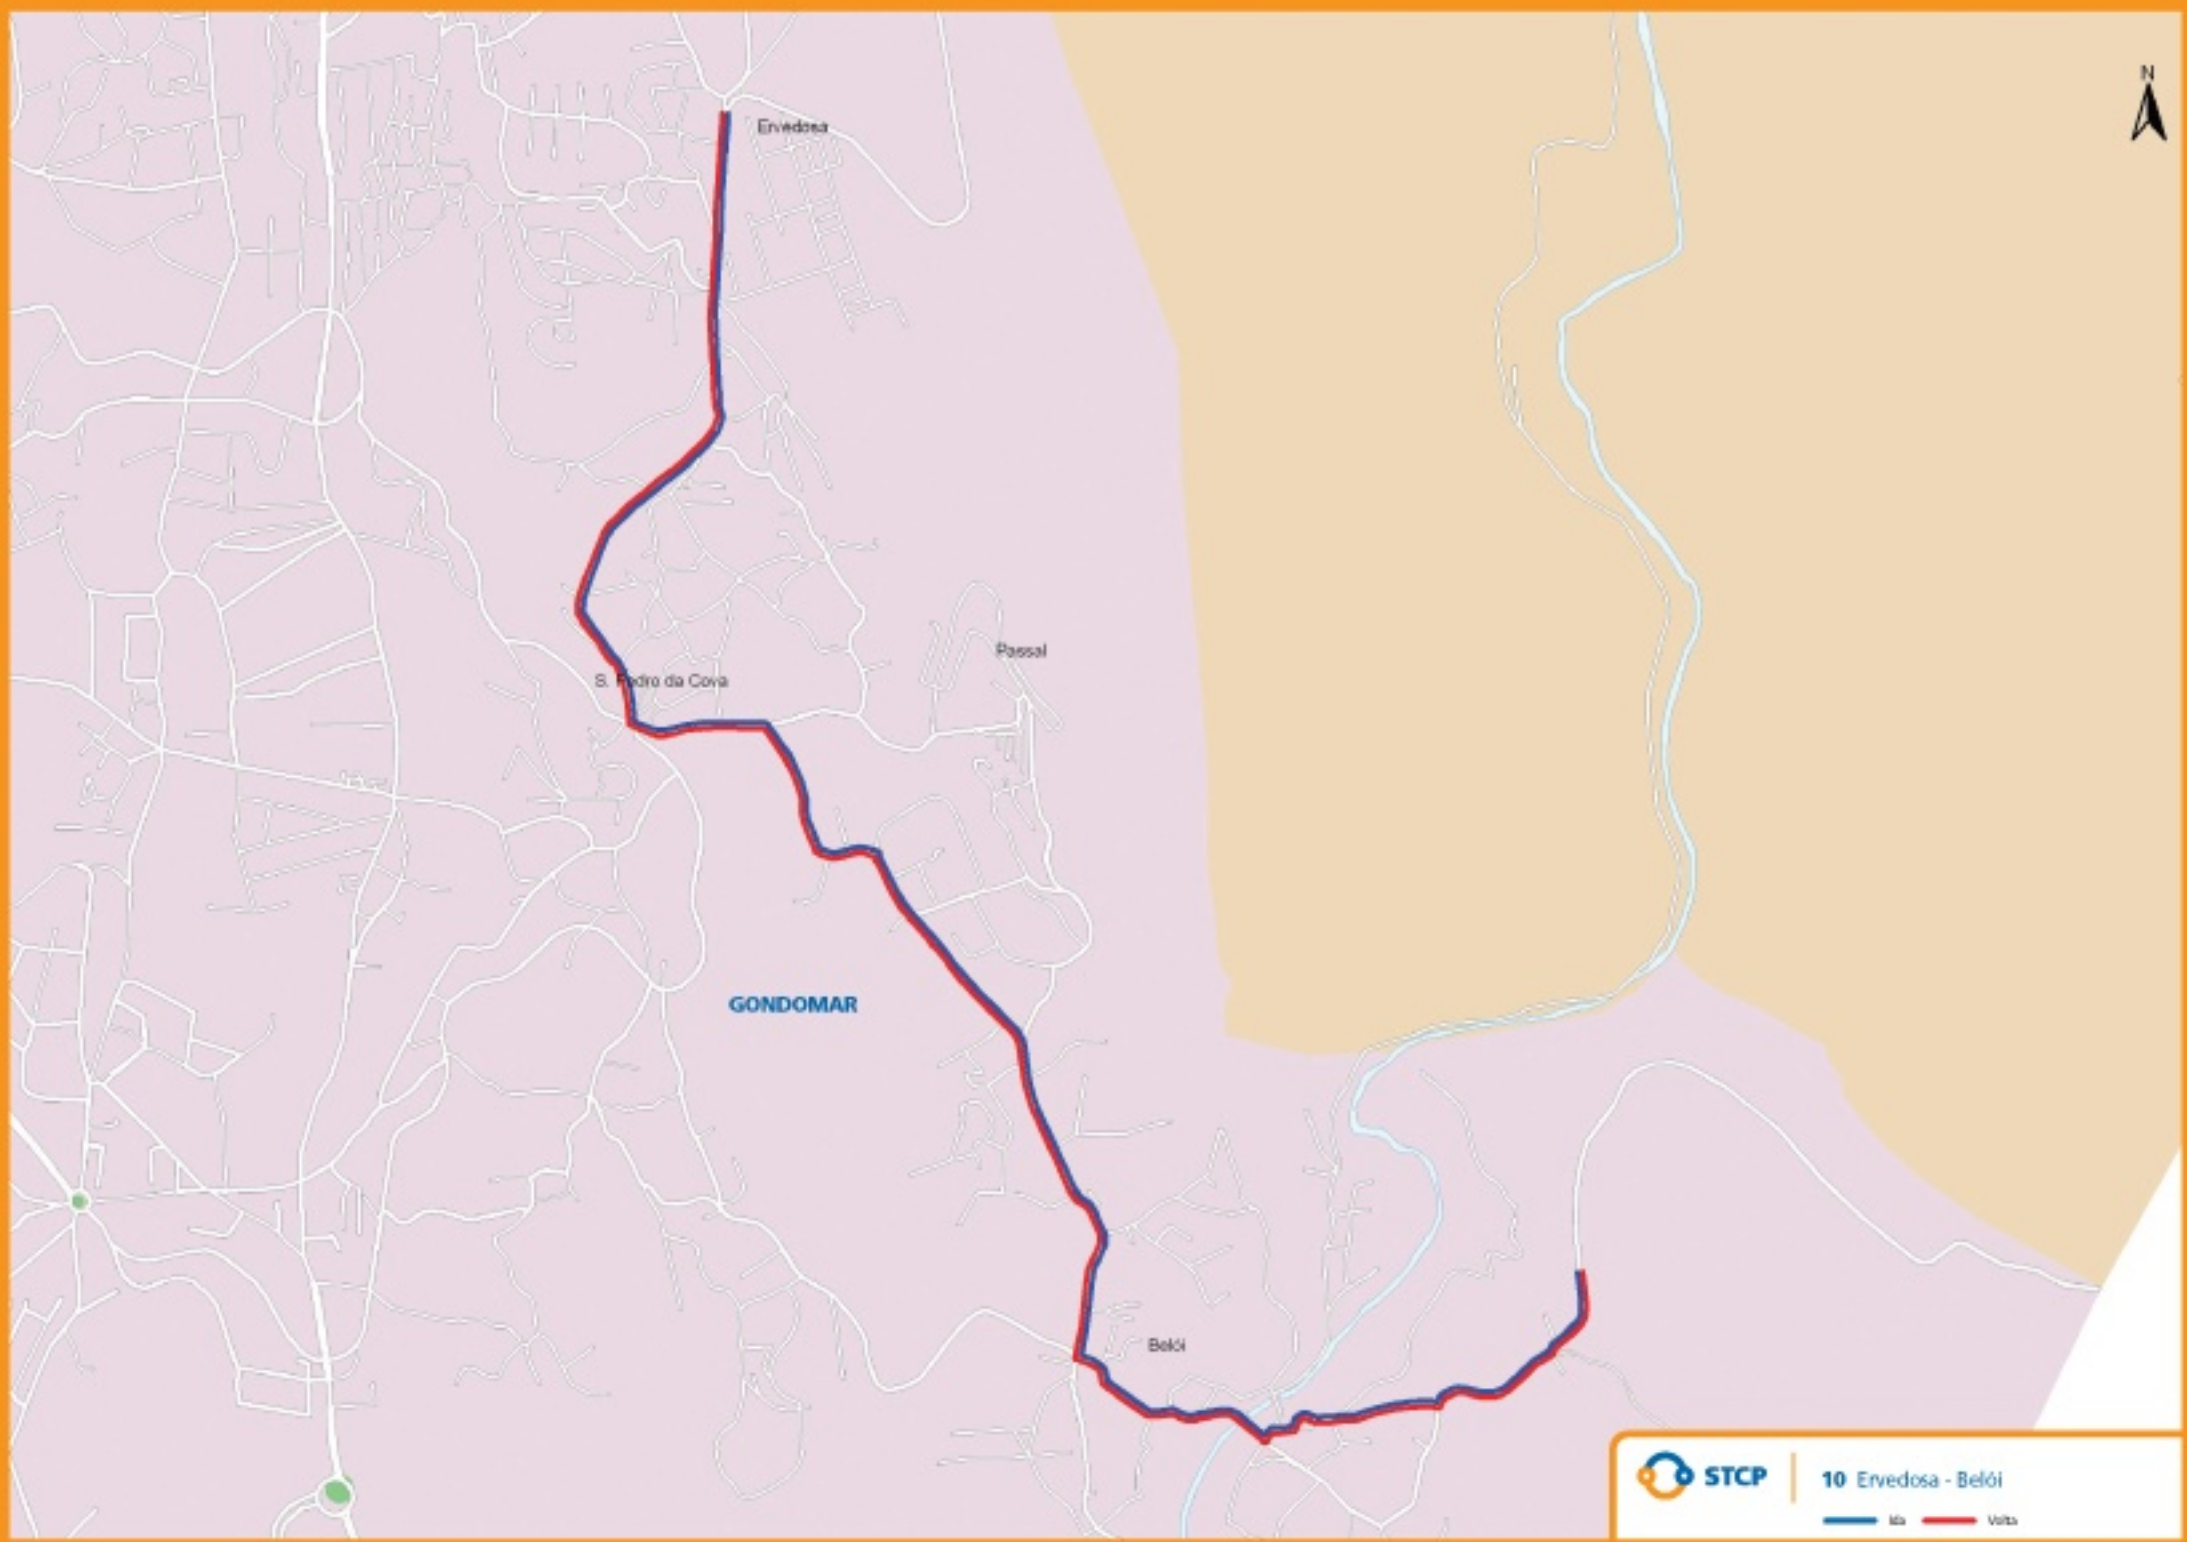 N
Ervedosa
Passal
S. Pedro da Cova
GONDOMAR
Belói
STCP
10 Ervedosa - Belói
Ida Volta